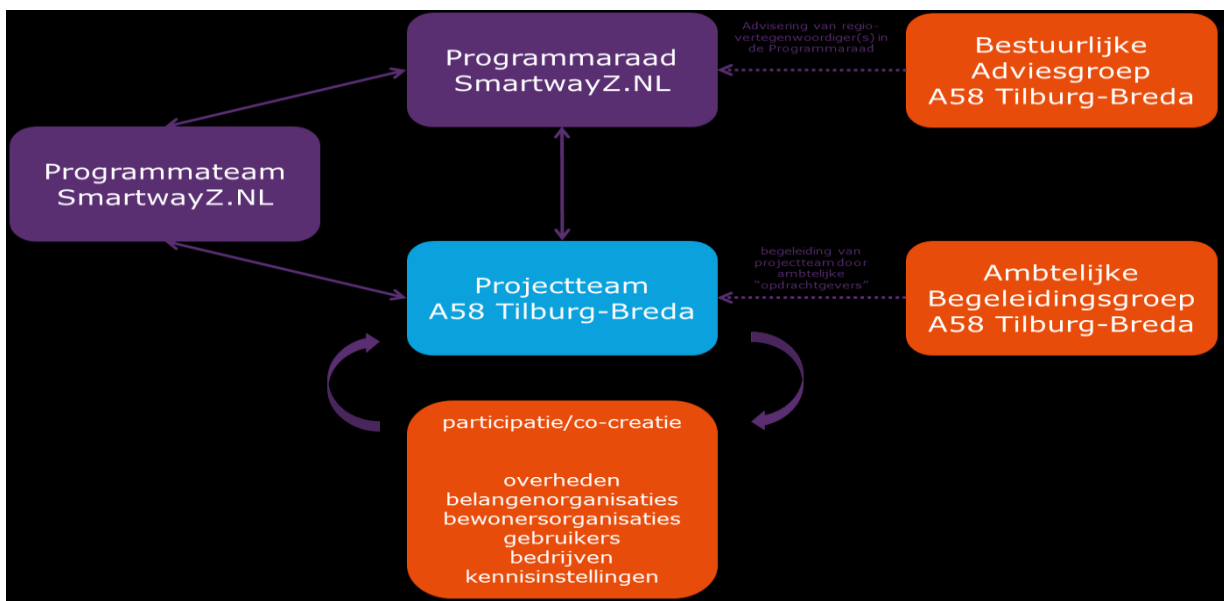 Programmaraad
SmartwayZ.NL
Advisering van regio-
vertegenwoordiger(s) in
de Programmaraad
Bestuurlijke
Adviesgroep
A58 Tilburg-Breda
Programmateam
SmartwayZ.NL
Projectteam
A58 Tilburg-Breda
begeleiding van
projectteam door
ambtelijke
“opdrachtgevers”
Ambtelijke
Begeleidingsgroep
A58 Tilburg-Breda
participatie/co-creatie
overheden
belangenorganisaties
bewonersorganisaties
gebruikers
bedrijven
kennisinstellingen